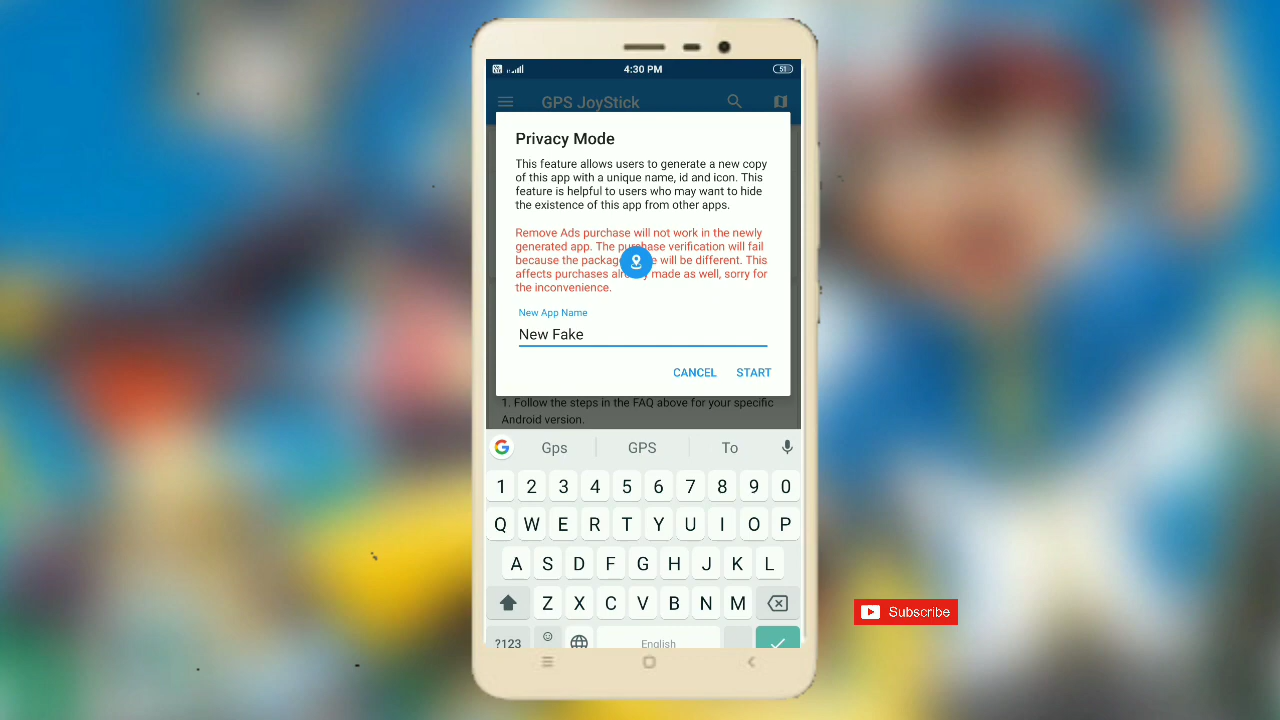 4:30 PM
53
GPS JoyStick
Privacy Mode
This feature allows users to generate a new copy
of this app with a unique name, id and icon. This
feature is helpful to users who may want to hide
the existence of this app from other apps.
Remove Ads purchase will not work in the newly
generated app. The purchase verification will fail
because the package will be different. This
affects purchases already made as well, sorry for
the inconvenience.
New App Name
New Fake
CANCEL START
1. Follow the steps in the FAQ above for your specific
Android version.
G Gps GPS To
1 2 3 4 5 6 7 8 9 0
Q W E R T Y U I O P
A S D F G H J K L
Z X C V B N M
?123 English
Subscribe